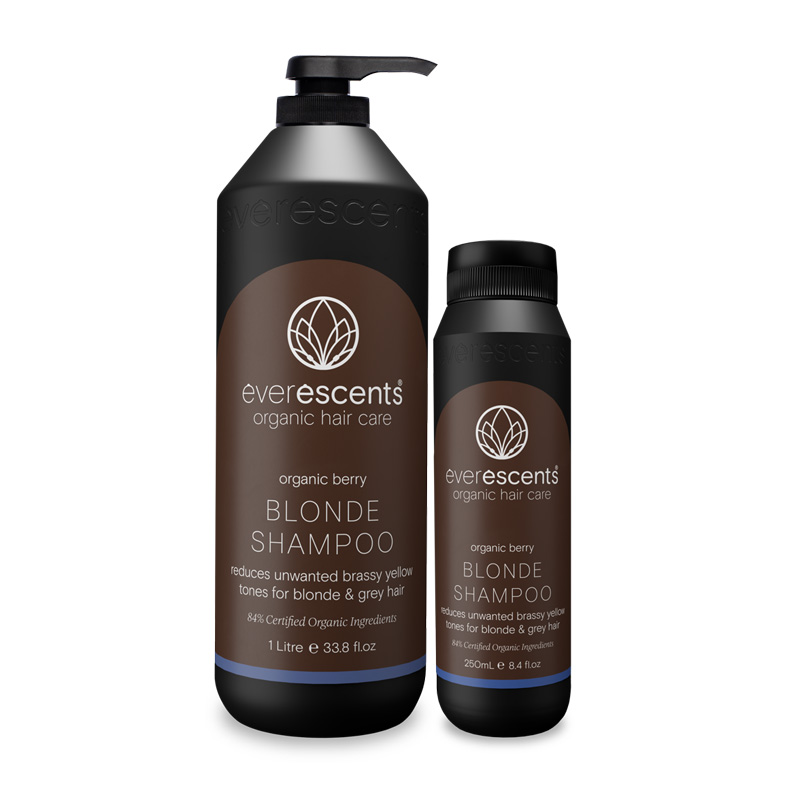 everescents
everescents®
organic hair care
organic berry
BLONDE
SHAMPOO
reduces unwanted brassy yellow
tones for blonde & grey hair
84% Certified Organic Ingredients
1 Litre e 33.8 fl.oz
everescents
everescents®
organic hair care
organic berry
BLONDE
SHAMPOO
reduces unwanted brassy yellow
tones for blonde & grey hair
84% Certified Organic Ingredients
250mL e 8.4 fl.oz